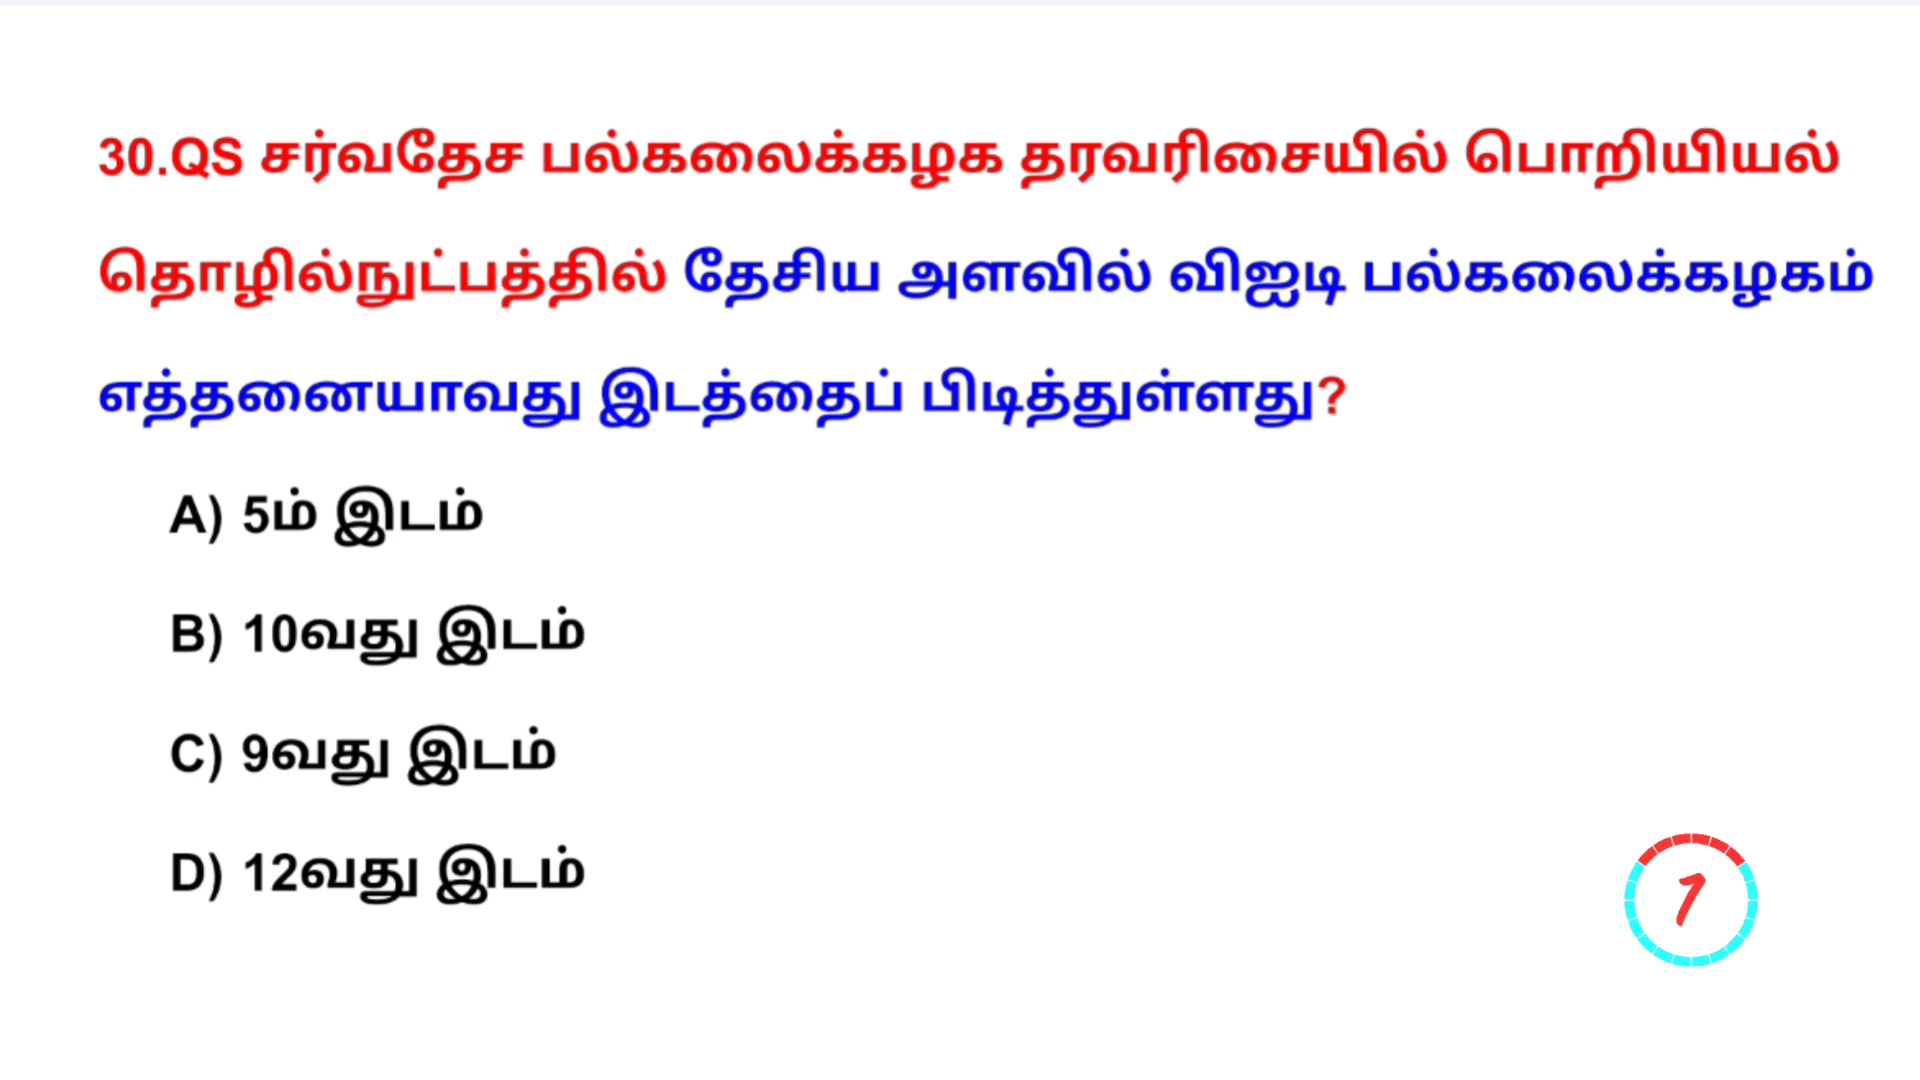 30.QS சர்வதேச பல்கலைக்கழக தரவரிசையில் பொறியியல்
தொழில்நுட்பத்தில் தேசிய அளவில் விஐடி பல்கலைக்கழகம்
எத்தனையாவது இடத்தைப் பிடித்துள்ளது?
A) 5ம் இடம்
B) 10வது இடம்
C) 9வது இடம்
D) 12வது இடம்
1